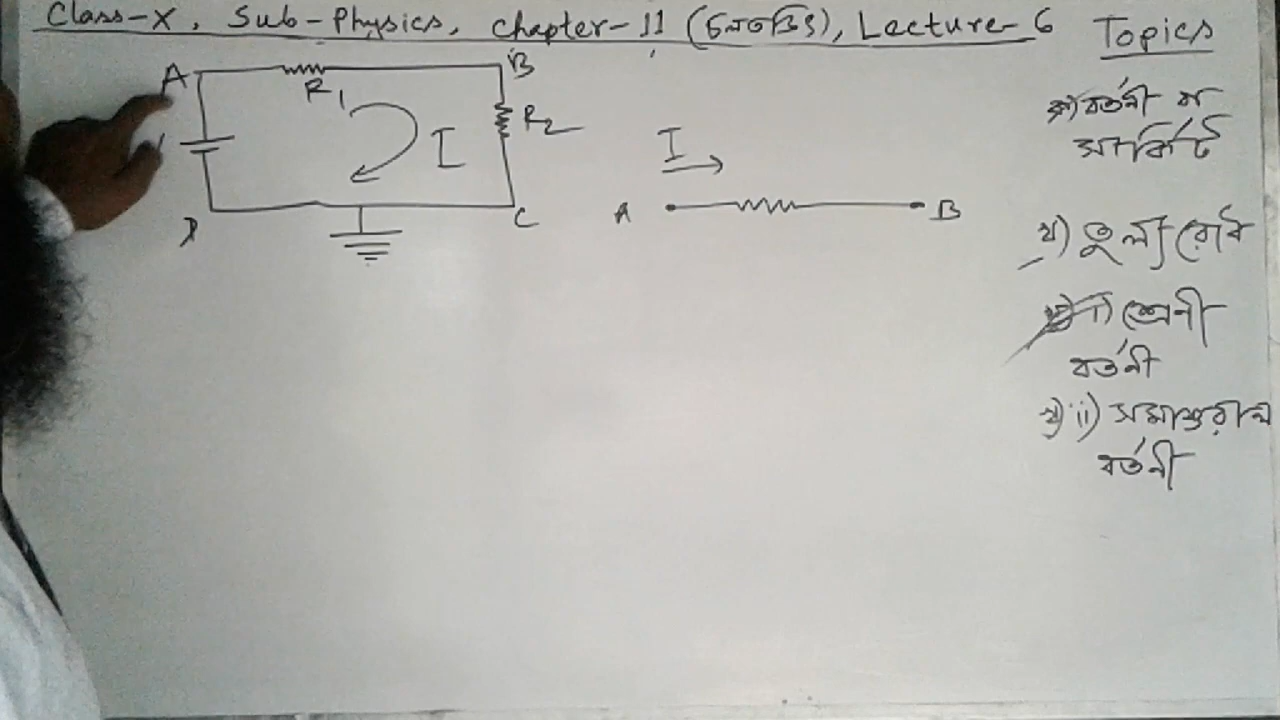 Class-X, Sub-Physics, Chapter-11 (চলতড়িৎ), Lecture-6 Topics
A
B
R1
R2
I
D
C
I
A
B
ক) বর্তনী বা
সার্কিট
খ) তুল্য রোধ
i) শ্রেণী
বর্তনী
খ) ii) সমান্তরাল
বর্তনী